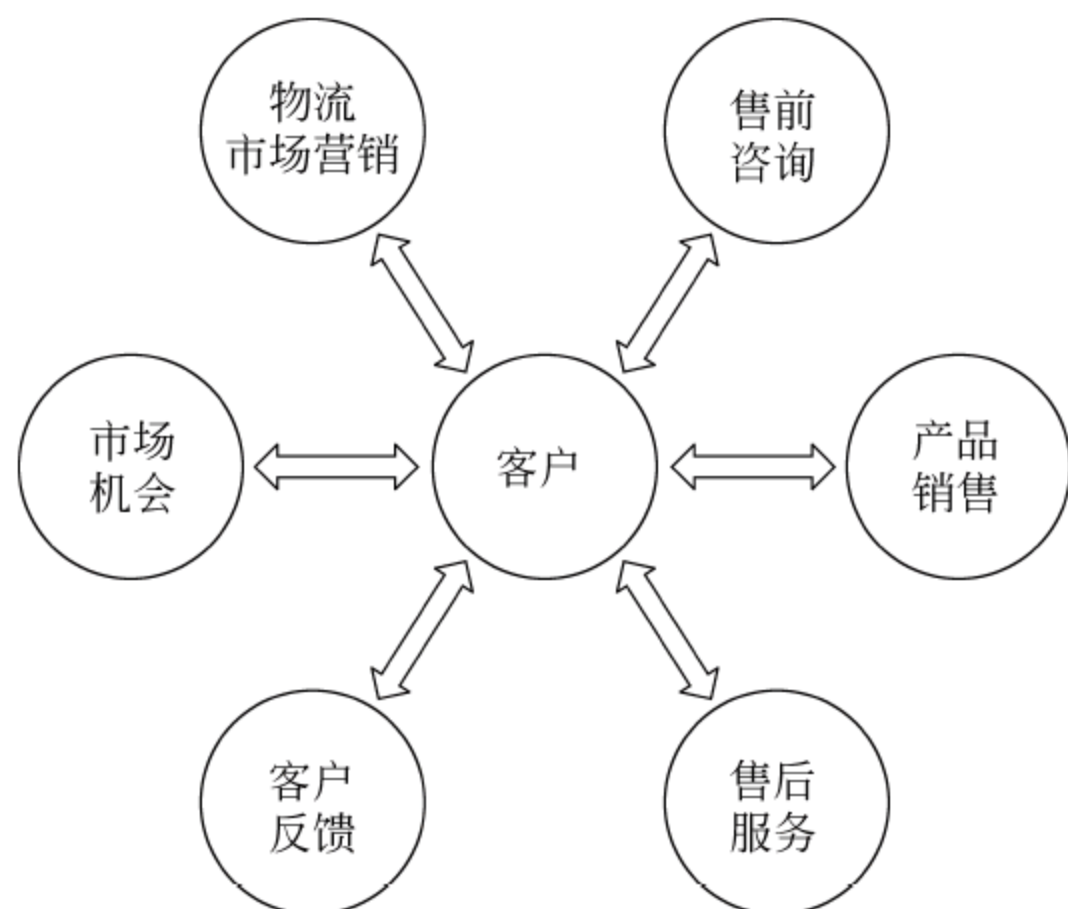 物流
市场营销
售前
咨询
市场
机会
客户
产品
销售
客户
反馈
售后
服务